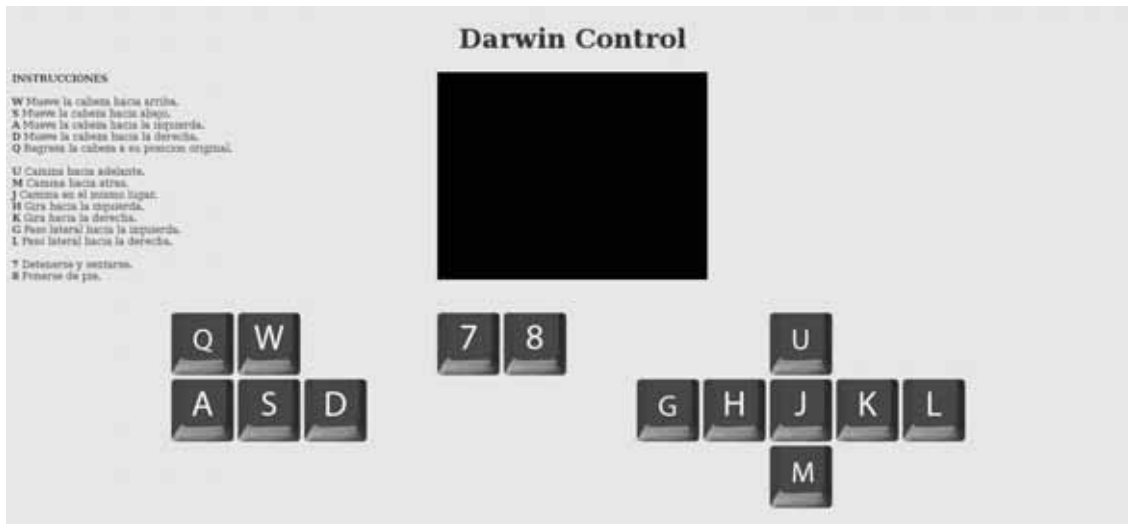 Darwin Control
INSTRUCCIONES
W Mueve la cabeza hacia arriba.
S Mueve la cabeza hacia abajo.
A Mueve la cabeza hacia la izquierda.
D Mueve la cabeza hacia la derecha.
Q Regresa la cabeza a su posicion original.
U Camina hacia adelante.
M Camina hacia atras.
J Camina en el mismo lugar.
H Gira hacia la izquierda.
K Gira hacia la derecha.
G Paso lateral hacia la izquierda.
L Paso lateral hacia la derecha.
7 Detenerse y sentarse.
8 Ponerse de pie.
Q W 7 8 U
A S D G H J K L
M